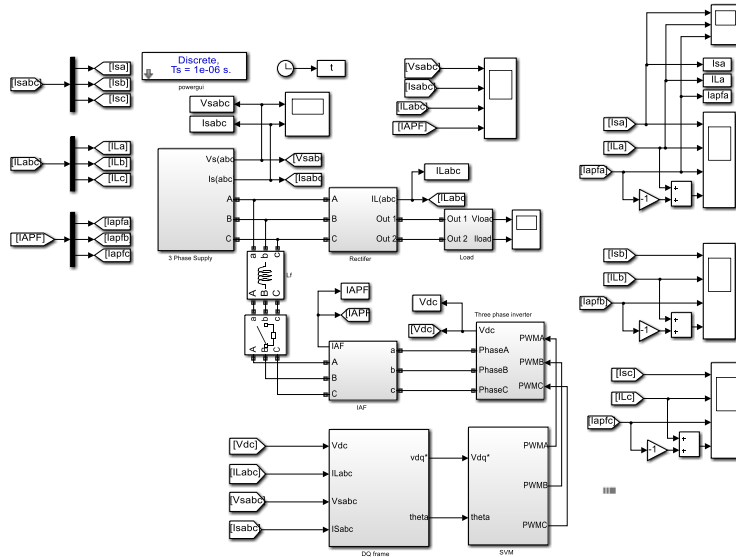 [Isabc]
[Isa]
[Isb]
[Isc]
Discrete,
Ts = 1e-06 s.
powergui
t
Vsabc
Isabc
[Vsabc]
[Isabc]
[ILabc]
[IAPF]
Isa
ILa
Iapfa
[Isa]
[ILa]
[Iapfa]
-1
+
+
[ILabc]
[ILa]
[ILb]
[ILc]
Vs(abc
Is(abc
A
B
C
3 Phase Supply
[Vsab
[Isabc
A
B
C
IL(abc
Out 1
Out 2
Rectifer
ILabc
[ILabc
Out 1
Out 2
Vload
Iload
Load
[IAPF]
[Iapfa
[Iapfb
[Iapfc
a
b
c
A
B
C
Lf
a
b
c
A
B
C
IAPF
[IAPF
IAF
A
B
C
a
b
c
IAF
Vdc
[Vdc]
Three phase inverter
Vdc
PhaseA
PhaseB
PhaseC
PWMA
PWMB
PWMC
[Isb]
[ILb]
[Iapfb]
-1
+
+
[Isc]
[ILc]
[Iapfc]
-1
+
+
[Vdc]
[ILabc]
[Vsabc]
[Isabc]
Vdc
ILabc
Vsabc
ISabc
vdq*
theta
DQ frame
Vdq*
theta
PWMA
PWMB
PWMC
SVM